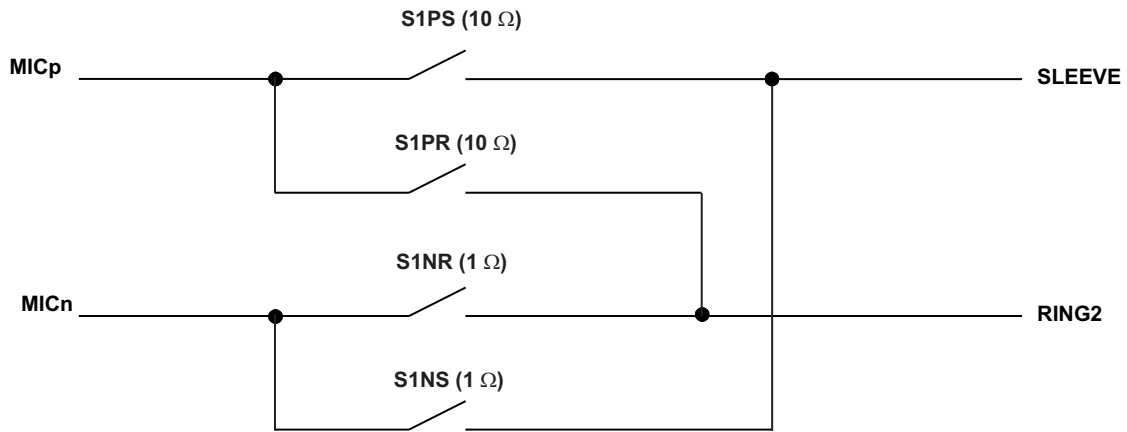 S1PS (10 Ω)
MICp
SLEEVE
S1PR (10 Ω)
S1NR (1 Ω)
MICn
RING2
S1NS (1 Ω)